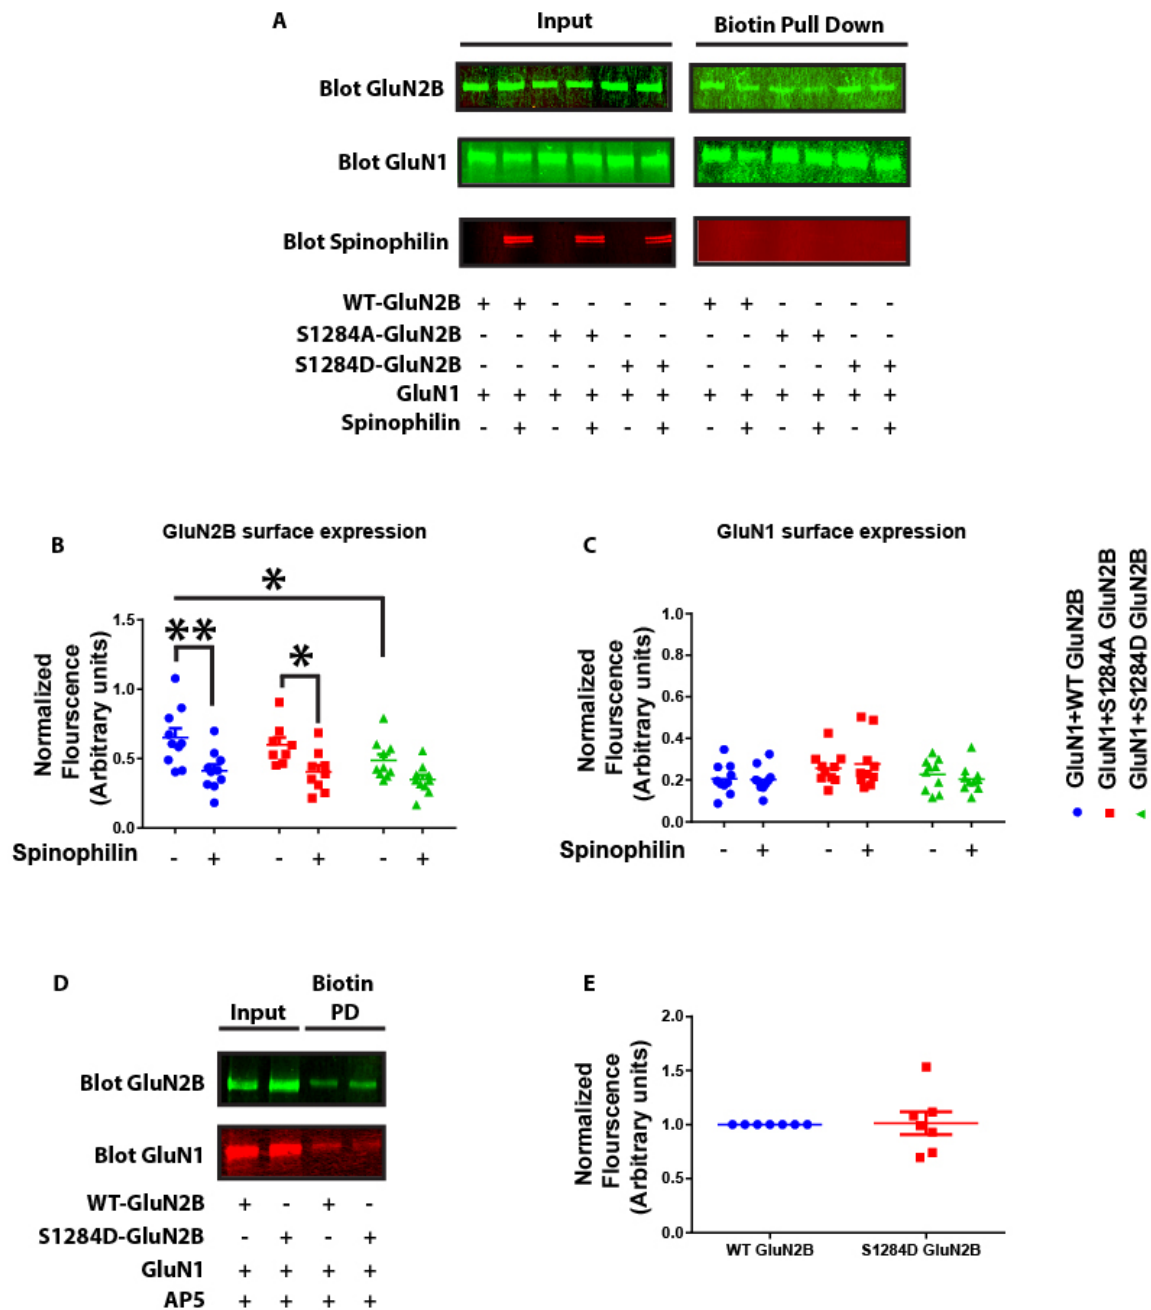 A
Input
Biotin Pull Down
Blot GluN2B
Blot GluN1
Blot Spinophilin
WT-GluN2B + + - - - - + + - - - -
S1284A-GluN2B - - + + - - - - + + - -
S1284D-GluN2B - - - - + + - - - - + +
GluN1 + + + + + + + + + + + +
Spinophilin - + - + - + - + - + - +
B
GluN2B surface expression
Normalized
Flourscence
(Arbitrary units)
1.5
1.0
0.5
0.0
*
**
*
Spinophilin - + - + - +
C
GluN1 surface expression
Normalized
Flourscence
(Arbitrary units)
1.0
0.8
0.6
0.4
0.2
0.0
Spinophilin - + - + - +
GluN1+WT GluN2B
GluN1+S1284A GluN2B
GluN1+S1284D GluN2B
D
Input
Biotin
PD
Blot GluN2B
Blot GluN1
WT-GluN2B + - + -
S1284D-GluN2B - + - +
GluN1 + + + +
AP5 + + + +
E
Normalized
Flourscence
(Arbitrary units)
2.0
1.5
1.0
0.5
0.0
WT GluN2B
S1284D GluN2B